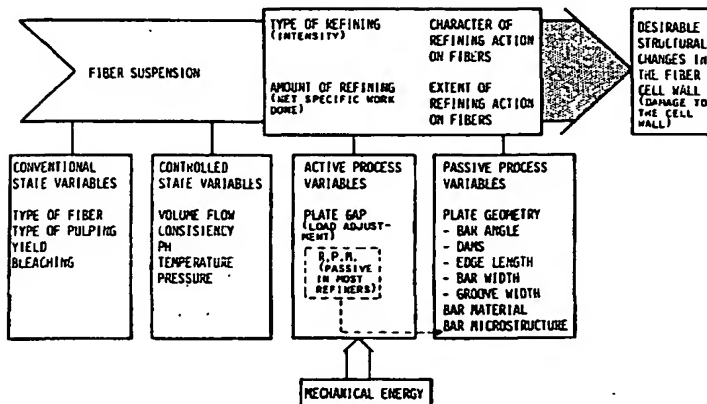 FIBER SUSPENSION
TYPE OF REFINING
(INTENSITY)
AMOUNT OF REFINING
(NET SPECIFIC WORK
DONE)
CHARACTER OF
REFINING ACTION
ON FIBERS
EXTENT OF
REFINING ACTION
ON FIBERS
DESIRABLE
STRUCTURAL
CHANGES IN
THE FIBER
CELL WALL
(DAMAGE TO
THE CELL
WALL)
CONVENTIONAL
STATE VARIABLES
TYPE OF FIBER
TYPE OF PULPING
YIELD
BLEACHING
CONTROLLED
STATE VARIABLES
VOLUME FLOW
CONSISIENCY
PH
TEMPERATURE
PRESSURE
ACTIVE PROCESS
VARIABLES
PLATE GAP
(LOAD ADJUST-
MENT)
R.P.M.
(PASSIVE
IN MOST
REFINERS)
PASSIVE PROCESS
VARIABLES
PLATE GEOMETRY
- BAR ANGLE
- DAMS
- EDGE LENGTH
- BAR WIDTH
- GROOVE WIDTH
BAR MATERIAL
BAR MICROSTRUCTURE
MECHANICAL ENERGY